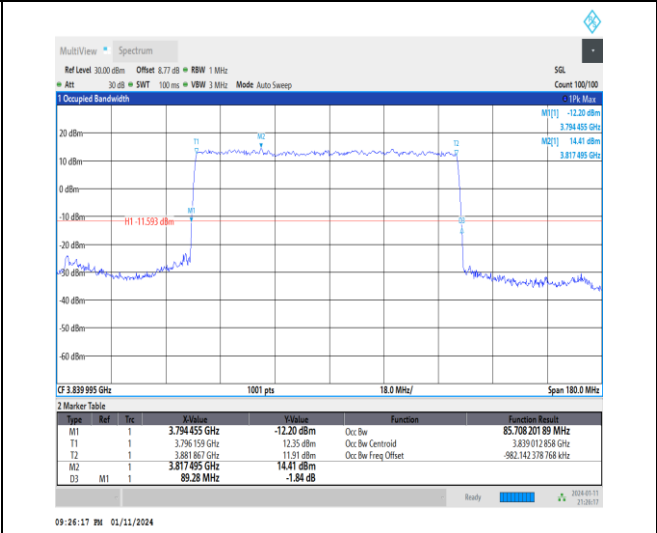 MultiView Spectrum
Ref Level 30.00 dBm Offset 8.77 dB RBW 1 MHz SGL
Att 30 dB SWT 100 ms VBW 3 MHz Mode Auto Sweep Count 100/100
1 Occupied Bandwidth 1Pk Max
M1[1] -12.20 dBm
3.794 455 GHz
M2[1] 14.41 dBm
3.817 495 GHz
20 dBm
T1 M2 T2
10 dBm
0 dBm
-10 dBm
M1
H1 -11.593 dBm
D3
-20 dBm
-30 dBm
-40 dBm
-50 dBm
-60 dBm
CF 3.839 995 GHz 1001 pts 18.0 MHz/ Span 180.0 MHz
2 Marker Table
Type Ref Trc X-Value Y-Value Function Function Result
M1 1 3.794 455 GHz -12.20 dBm Occ Bw 85.708 201 89 MHz
T1 1 3.796 159 GHz 12.35 dBm Occ Bw Centroid 3.839 012 858 GHz
T2 1 3.881 867 GHz 11.91 dBm Occ Bw Freq Offset -982.142 378 768 kHz
M2 1 3.817 495 GHz 14.41 dBm
D3 M1 1 89.28 MHz -1.84 dB
Ready 2024-01-11
21:26:17
09:26:17 PM 01/11/2024